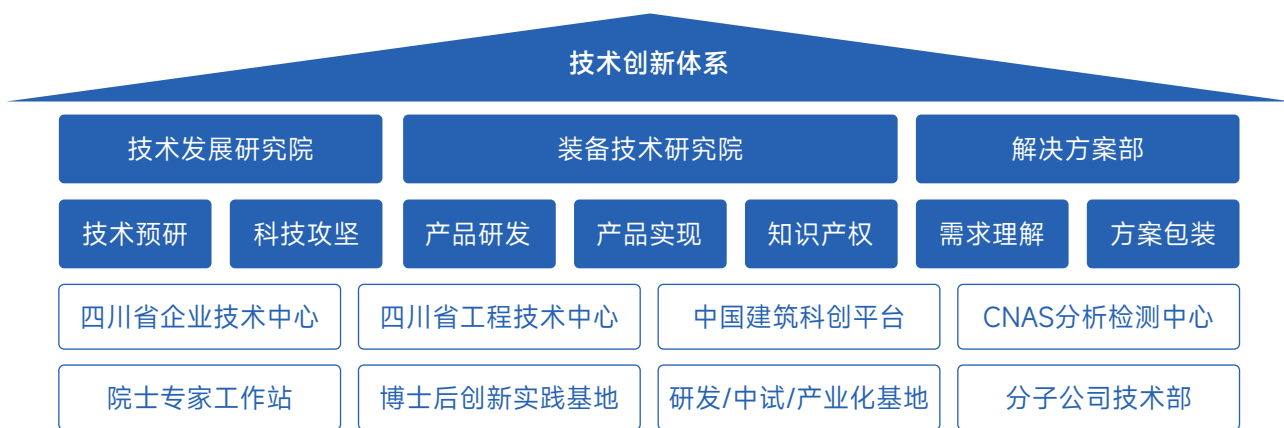 技术创新体系
技术发展研究院 装备技术研究院 解决方案部
技术预研 科技攻坚 产品研发 产品实现 知识产权 需求理解 方案包装
四川省企业技术中心 四川省工程技术中心 中国建筑科创平台 CNAS分析检测中心
院士专家工作站 博士后创新实践基地 研发/中试/产业化基地 分子公司技术部